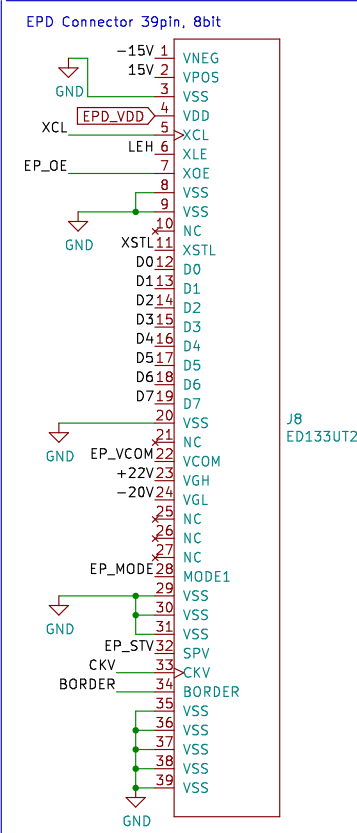 EPD Connector 39pin, 8bit
-15V 1 VNEG
15V 2 VPOS
GND 3 VSS
EPD_VDD 4 VDD
XCL 5 XCL
LEH 6 XLE
EP_OE 7 XOE
8 VSS
9 VSS
GND
10 NC
XSTL 11 XSTL
D0 12 D0
D1 13 D1
D2 14 D2
D3 15 D3
D4 16 D4
D5 17 D5
D6 18 D6
D7 19 D7
20 VSS
GND
21 NC
EP_VCOM 22 VCOM
+22V 23 VGH
-20V 24 VGL
25 NC
26 NC
27 NC
EP_MODE 28 MODE1
29 VSS
30 VSS
GND
31 VSS
EP_STV 32 SPV
CKV 33 CKV
BORDER 34 BORDER
35 VSS
36 VSS
37 VSS
38 VSS
39 VSS
GND
J8
ED133UT2